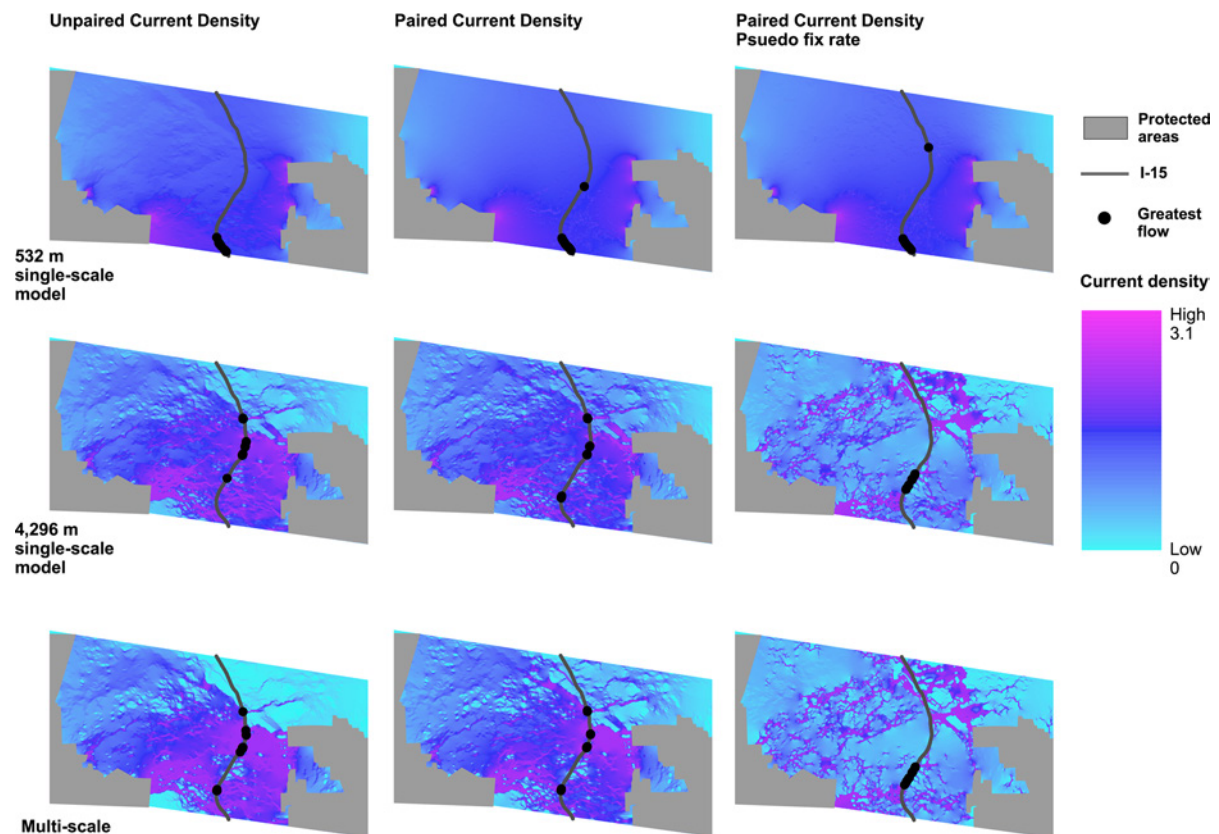 Unpaired Current Density
Paired Current Density
Paired Current Density
Psuedo fix rate
Protected
areas
I-15
Greatest
flow
532 m
single-scale
model
Current density
High
3.1
Low
0
4,296 m
single-scale
model
Multi-scale